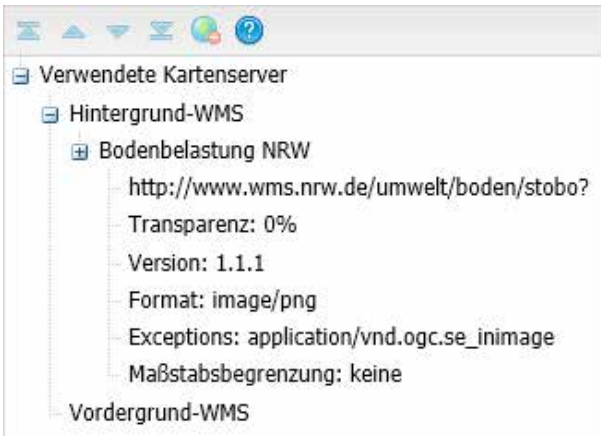 Verwendete Kartenserver
Hintergrund-WMS
Bodenbelastung NRW
http://www.wms.nrw.de/umwelt/boden/stobo?
Transparenz: 0%
Version: 1.1.1
Format: image/png
Exceptions: application/vnd.ogc.se_inimage
Maßstabsbegrenzung: keine
Vordergrund-WMS